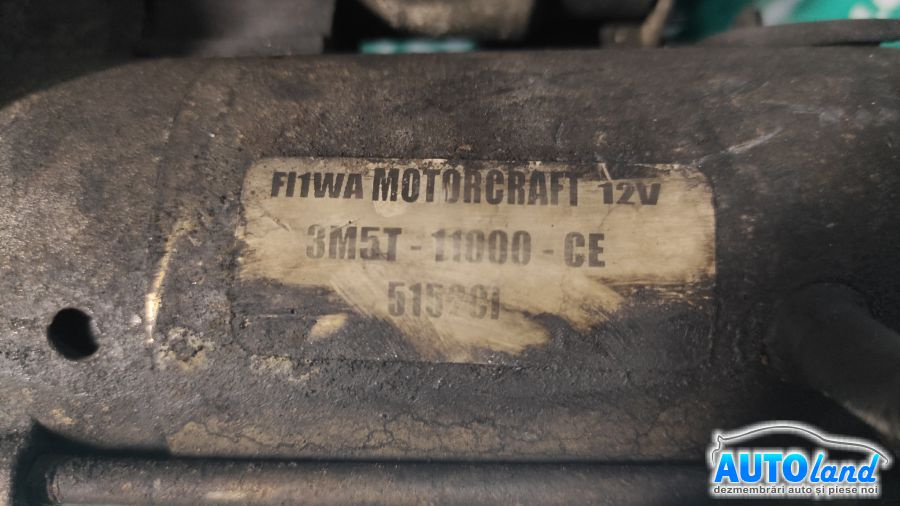 FI1WA MOTORCRAFT 12V
3M5T - 11000 - CE
AUTOland
dezmembrări auto și piese noi